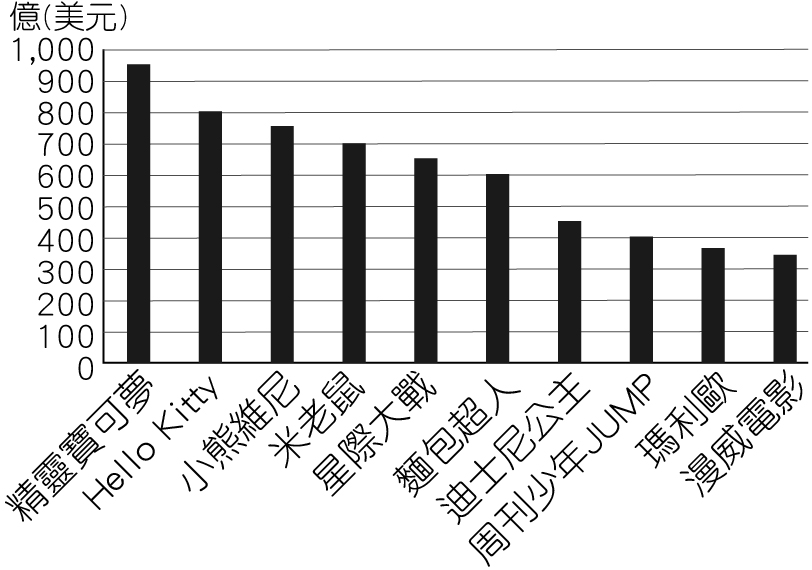 億(美元)
1,000
900
800
700
600
500
400
300
200
100
0
精靈寶可夢
Hello Kitty
小熊維尼
米老鼠
星際大戰
麵包超人
迪士尼公主
周刊少年JUMP
瑪利歐
漫威電影